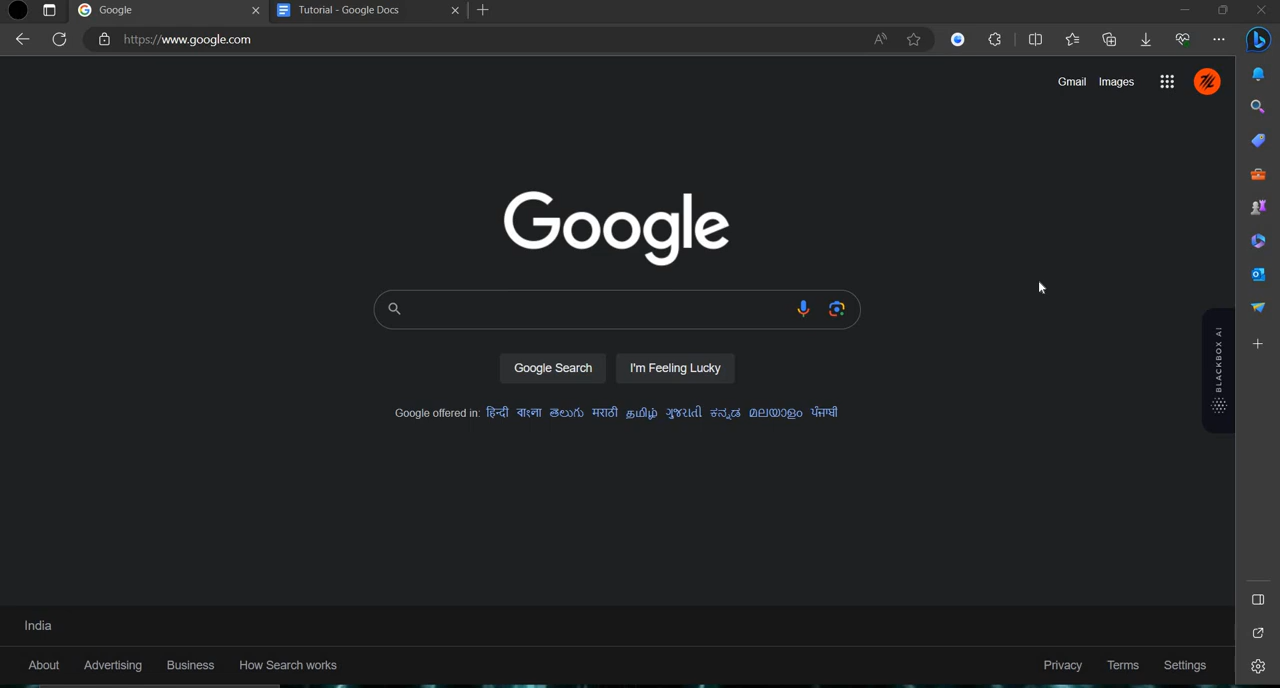 Google
Tutorial - Google Docs
https://www.google.com
Gmail Images
Google
Google Search I'm Feeling Lucky
Google offered in: हिन्दी বাংলা తెలుగు मराठी தமிழ் ગુજરાતી ಕನ್ನಡ മലയാളം ਪੰਜਾਬੀ
BLACKBOX AI
India
About Advertising Business How Search works
Privacy Terms Settings